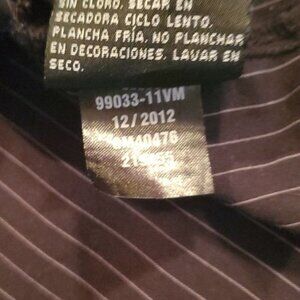 SIN CLORO. SECAR EN
SECADORA CICLO LENTO.
PLANCHA FRÍA. NO PLANCHAR
EN DECORACIONES. LAVAR EN
SECO.
99033-11VM
12/2012